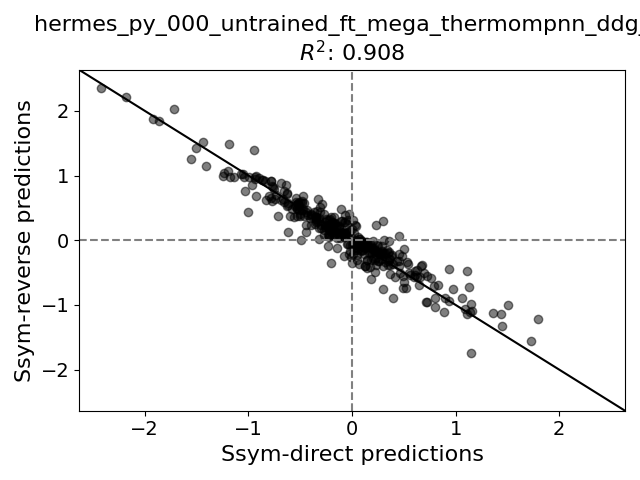 hermes_py_000_untrained_ft_mega_thermompnn_ddg_
R²: 0.908
2
1
0
−1
−2
Ssym-reverse predictions
−2 −1 0 1 2
Ssym-direct predictions